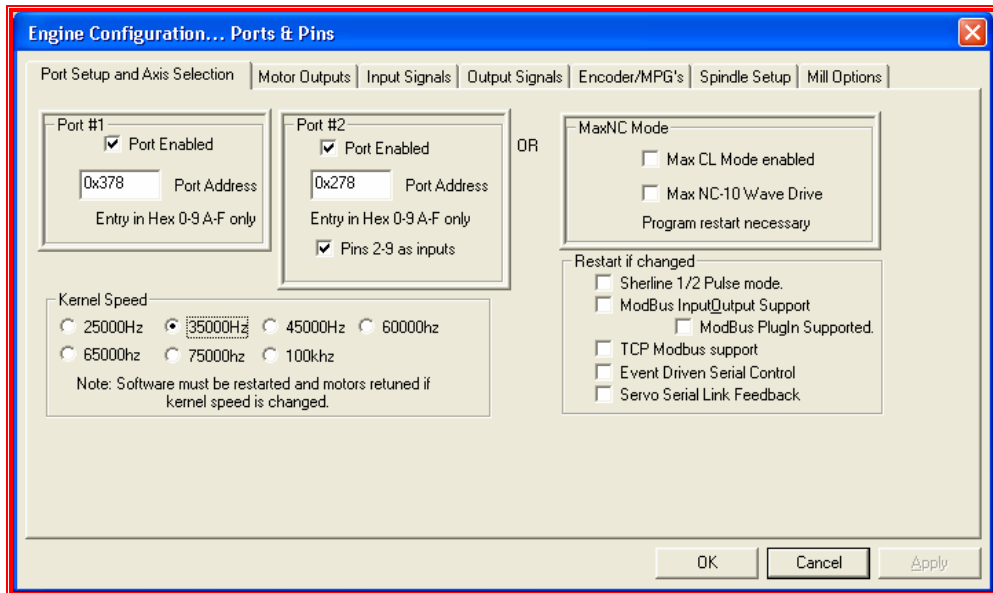 Engine Configuration... Ports & Pins
Port Setup and Axis Selection Motor Outputs Input Signals Output Signals Encoder/MPG's Spindle Setup Mill Options
Port #1
Port Enabled
0x378 Port Address
Entry in Hex 0-9 A-F only
Port #2
Port Enabled
0x278 Port Address
Entry in Hex 0-9 A-F only
Pins 2-9 as inputs
OR
MaxNC Mode
Max CL Mode enabled
Max NC-10 Wave Drive
Program restart necessary
Kernel Speed
25000Hz 35000Hz 45000Hz 60000hz
65000hz 75000hz 100khz
Note: Software must be restarted and motors retuned if
kernel speed is changed.
Restart if changed
Sherline 1/2 Pulse mode.
ModBus InputOutput Support
ModBus PlugIn Supported.
TCP Modbus support
Event Driven Serial Control
Servo Serial Link Feedback
OK Cancel Apply